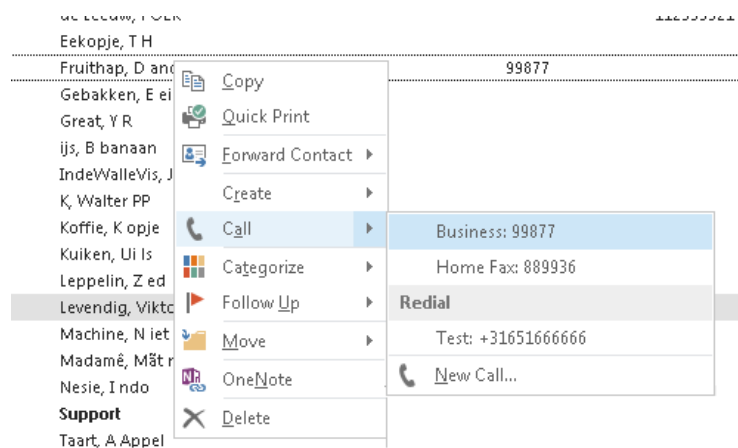 Eekopje, T H
Fruithap, D and 99877
Gebakken, E ei
Great, Y R
ijs, B banaan
IndeWalleVis, J
K, Walter PP
Koffie, K opje
Kuiken, Ui ls
Leppelin, Z ed
Levendig, Vikto
Machine, N iet
Madamê, Mãt r
Nesie, I ndo
Support
Taart, A Appel
Copy
Quick Print
Forward Contact
Create
Call
Categorize
Follow Up
Move
OneNote
Delete
Business: 99877
Home Fax: 889936
Redial
Test: +31651666666
New Call...